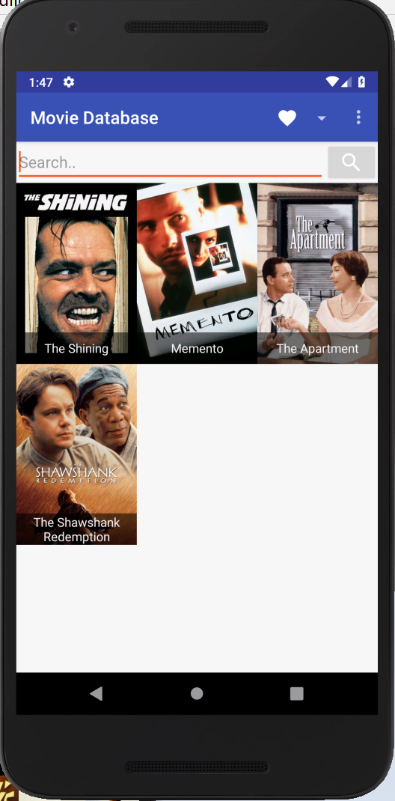 1:47
Movie Database
Search..
THE SHINING
The Shining
MEMENTO
Memento
The
Apartment
The Apartment
THE
SHAWSHANK
REDEMPTION
The Shawshank
Redemption